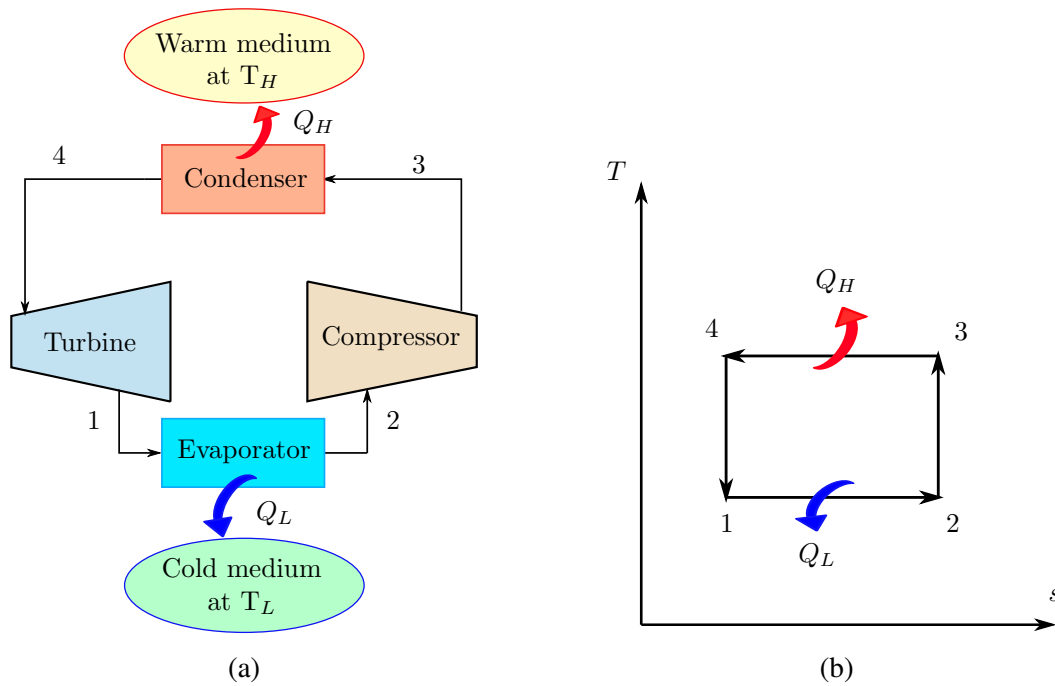 Warm medium
at T_H
Q_H
4
Condenser
3
Turbine
Compressor
1
Evaporator
2
Q_L
Cold medium
at T_L
(a)
T
Q_H
4
3
1
2
Q_L
s
(b)